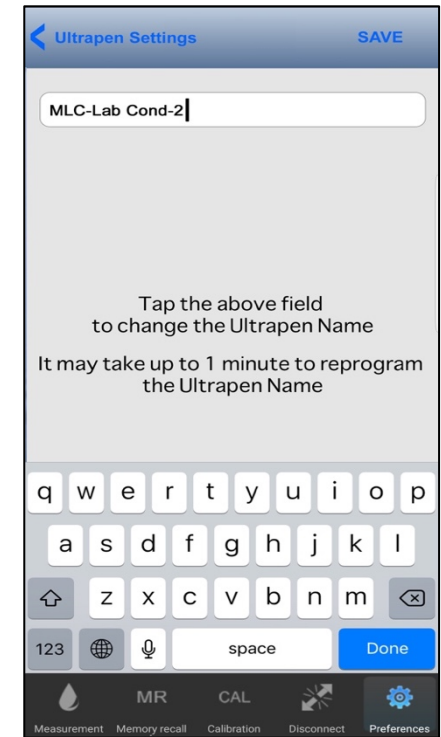 Ultrapen Settings SAVE
MLC-Lab Cond-2
Tap the above field
to change the Ultrapen Name
It may take up to 1 minute to reprogram
the Ultrapen Name
q w e r t y u i o p
a s d f g h j k l
z x c v b n m
123 space Done
MR CAL
Measurement Memory recall Calibration Disconnect Preferences